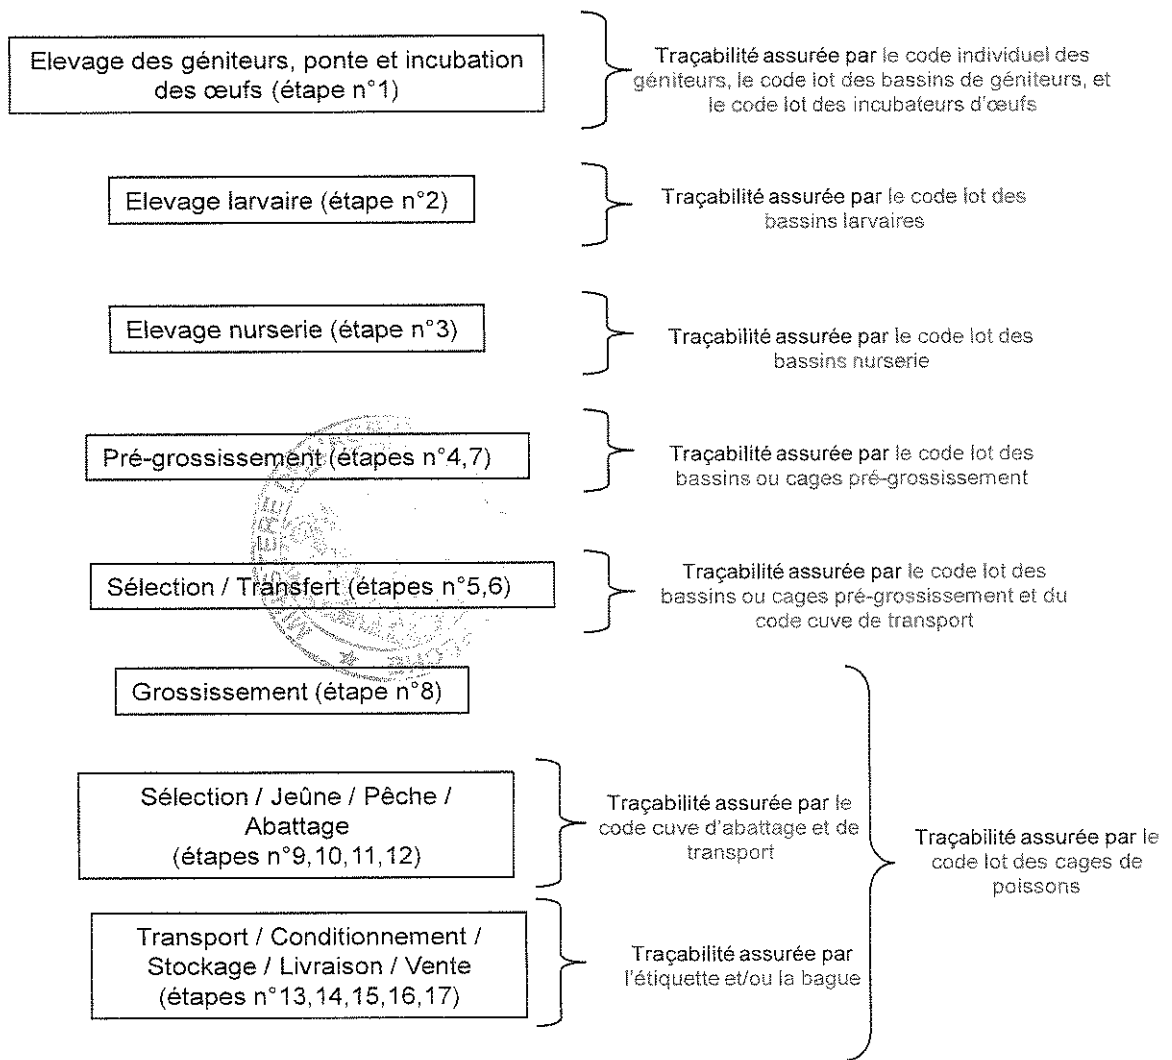 Elevage des géniteurs, ponte et incubation
des œufs (étape n°1)
Traçabilité assurée par le code individuel des
géniteurs, le code lot des bassins de géniteurs, et
le code lot des incubateurs d'œufs
Elevage larvaire (étape n°2)
Traçabilité assurée par le code lot des
bassins larvaires
Elevage nurserie (étape n°3)
Traçabilité assurée par le code lot des
bassins nurserie
Pré-grossissement (étapes n°4,7)
Traçabilité assurée par le code lot des
bassins ou cages pré-grossissement
Sélection / Transfert (étapes n°5,6)
Traçabilité assurée par le code lot des
bassins ou cages pré-grossissement et du
code cuve de transport
Grossissement (étape n°8)
Sélection / Jeûne / Pêche /
Abattage
(étapes n°9,10,11,12)
Traçabilité assurée par le
code cuve d'abattage et de
transport
Traçabilité assurée par le
code lot des cages de
poissons
Transport / Conditionnement /
Stockage / Livraison / Vente
(étapes n°13,14,15,16,17)
Traçabilité assurée par
l'étiquette et/ou la bague